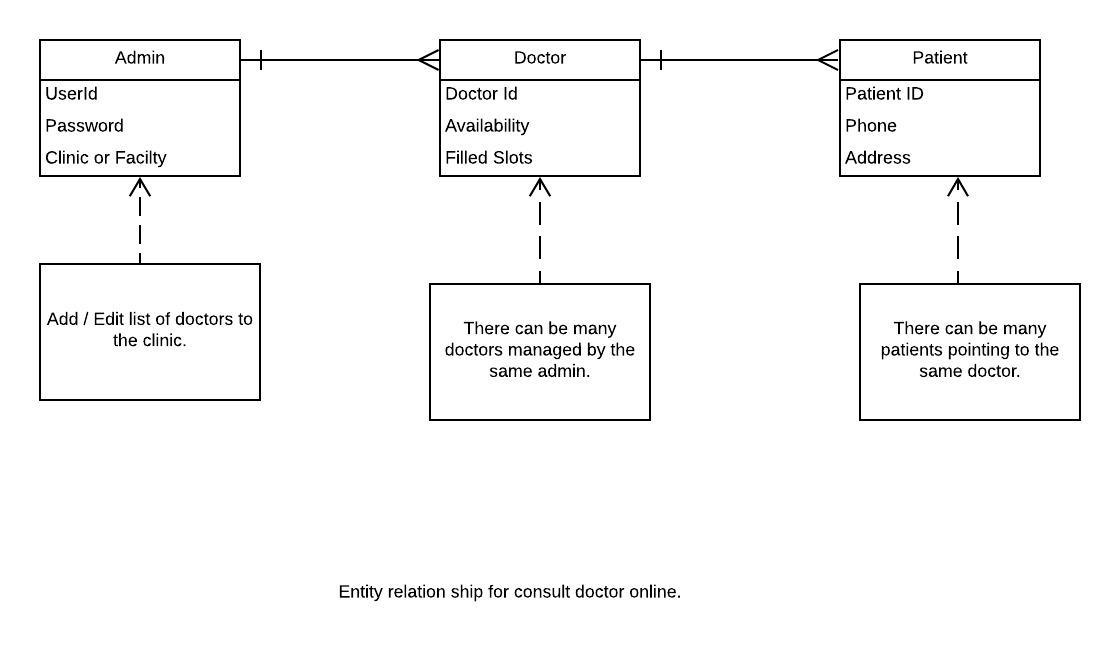 Admin
UserId
Password
Clinic or Facilty
Doctor
Doctor Id
Availability
Filled Slots
Patient
Patient ID
Phone
Address
Add / Edit list of doctors to
the clinic.
There can be many
doctors managed by the
same admin.
There can be many
patients pointing to the
same doctor.
Entity relation ship for consult doctor online.